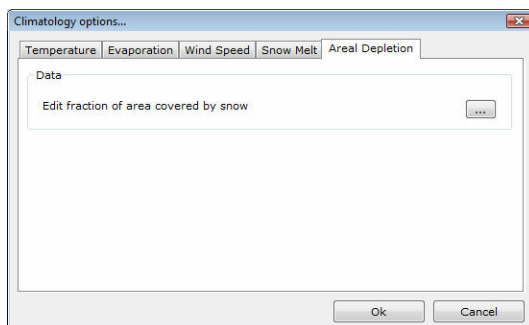 Climatology options...
Temperature Evaporation Wind Speed Snow Melt Areal Depletion
Data
Edit fraction of area covered by snow ...
Ok Cancel